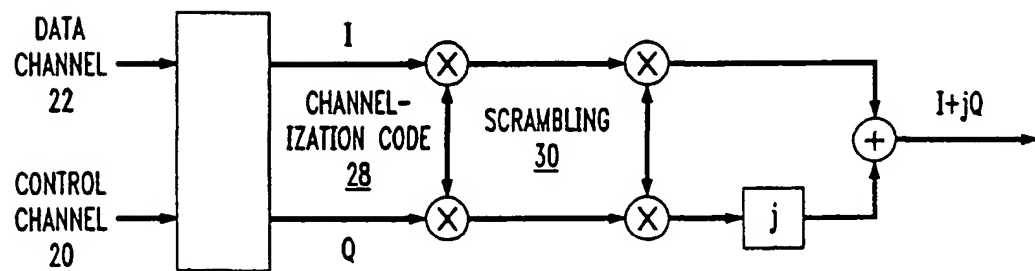 DATA
CHANNEL
22
I
CHANNEL-
IZATION CODE
28
SCRAMBLING
30
I+jQ
CONTROL
CHANNEL
20
Q
j